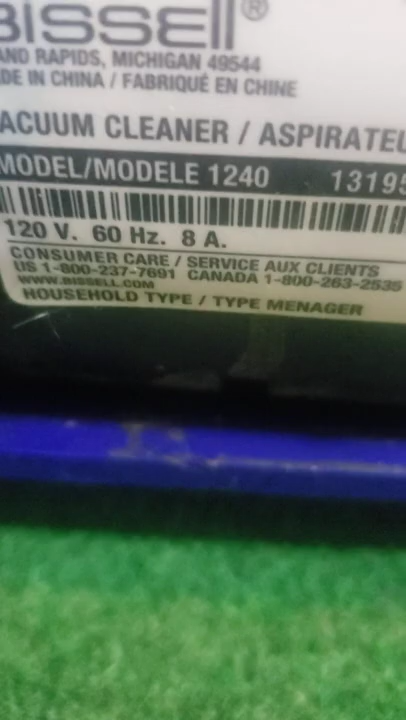 BISSELL®
AND RAPIDS, MICHIGAN 49544
DE IN CHINA / FABRIQUÉ EN CHINE
ACUUM CLEANER / ASPIRATEU
MODEL/MODELE 1240 13195
120 V. 60 Hz. 8 A.
CONSUMER CARE / SERVICE AUX CLIENTS
US 1-800-237-7691 CANADA 1-800-263-2535
WWW.BISSELL.COM
HOUSEHOLD TYPE / TYPE MENAGER